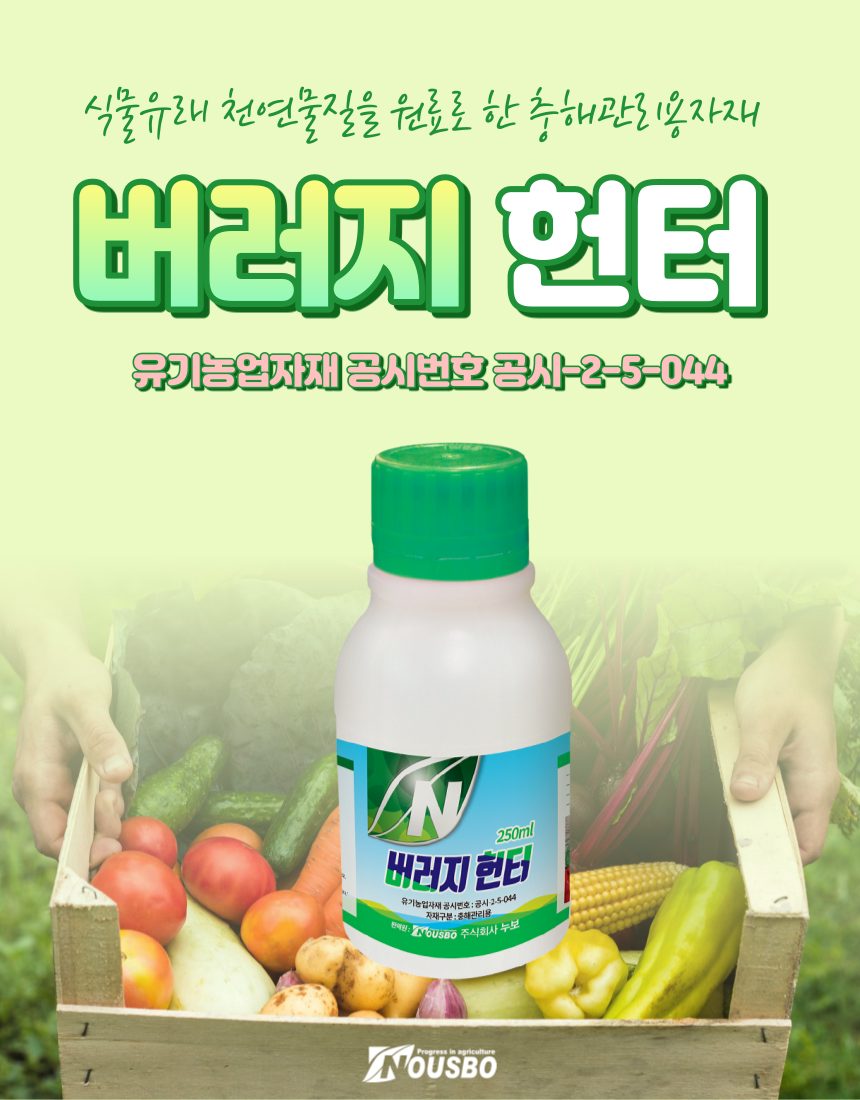 식물유래 천연물질을 원료로 한 충해관리용자재
버러지 헌터
유기농업자재 공시번호 공시-2-5-044
N
250ml
버러지 헌터
유기농업자재 공시번호 : 공시-2-5-044
자재구분 : 충해관리용
판매원 : NOUSBO 주식회사 누보
Progress in agriculture
NOUSBO